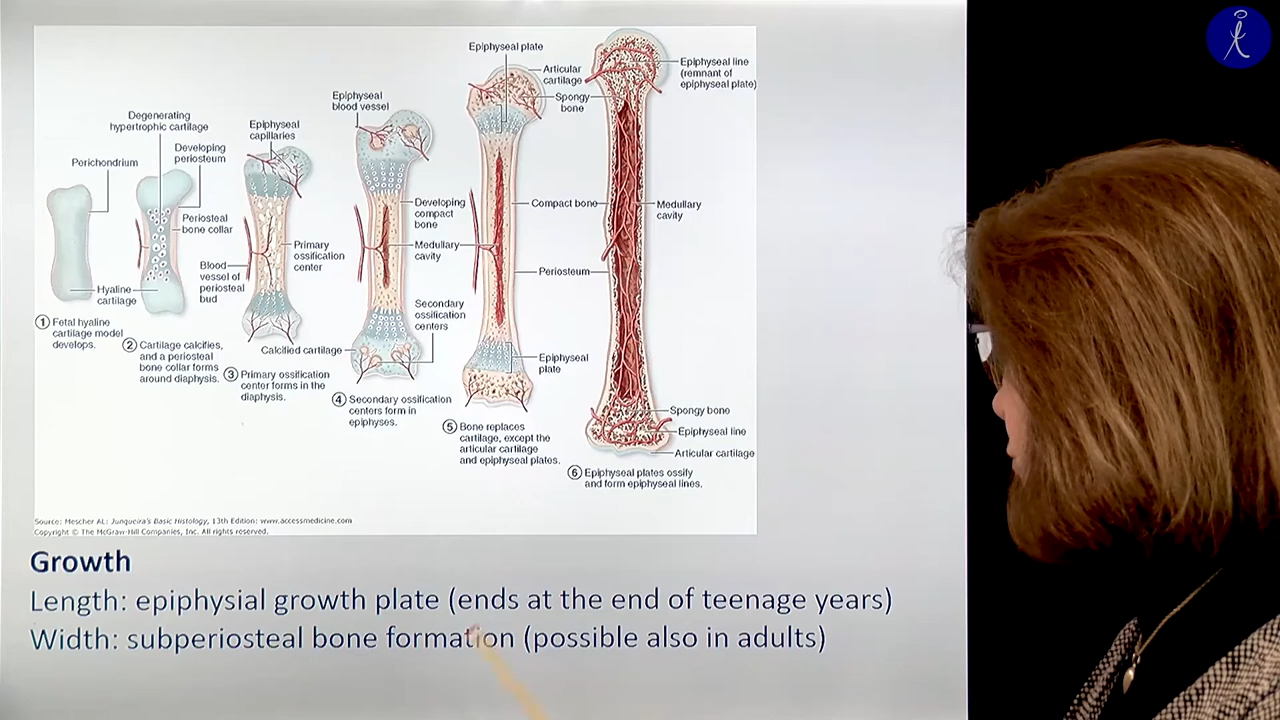 Epiphyseal plate
Articular
cartilage
Spongy
bone
Epiphyseal line
(remnant of
epiphyseal plate)
Epiphyseal
blood vessel
Degenerating
hypertrophic cartilage
Epiphyseal
capillaries
Developing
periosteum
Perichondrium
Periosteal
bone collar
Developing
compact
bone
Compact bone
Medullary
cavity
Primary
ossification
center
Medullary
cavity
Blood
vessel of
periosteal
bud
Periosteum
Hyaline
cartilage
Secondary
ossification
centers
Calcified cartilage
Epiphyseal
plate
Spongy bone
Epiphyseal line
Articular cartilage
1 Fetal hyaline
cartilage model
develops.
2 Cartilage calcifies,
and a periosteal
bone collar forms
around diaphysis.
3 Primary ossification
center forms in the
diaphysis.
4 Secondary ossification
centers form in
epiphyses.
5 Bone replaces
cartilage, except the
articular cartilage
and epiphyseal plates.
6 Epiphyseal plates ossify
and form epiphyseal lines.
Source: Mescher AL: Junqueira's Basic Histology, 13th Edition: www.accessmedicine.com
Copyright © The McGraw-Hill Companies, Inc. All rights reserved.
Growth
Length: epiphysial growth plate (ends at the end of teenage years)
Width: subperiosteal bone formation (possible also in adults)